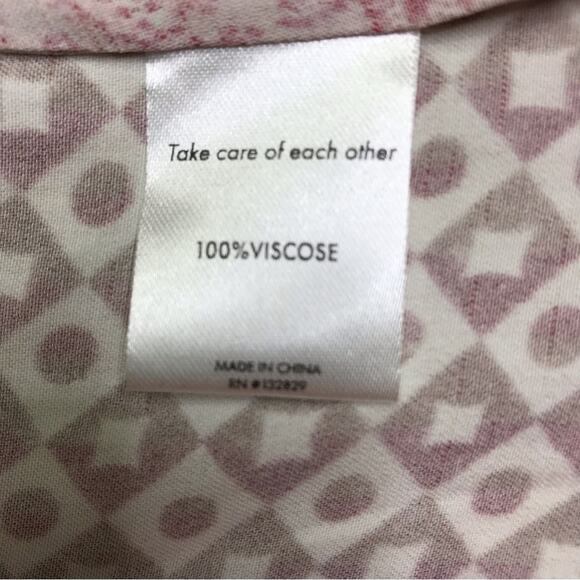 Take care of each other
100%VISCOSE
MADE IN CHINA
RN #132829